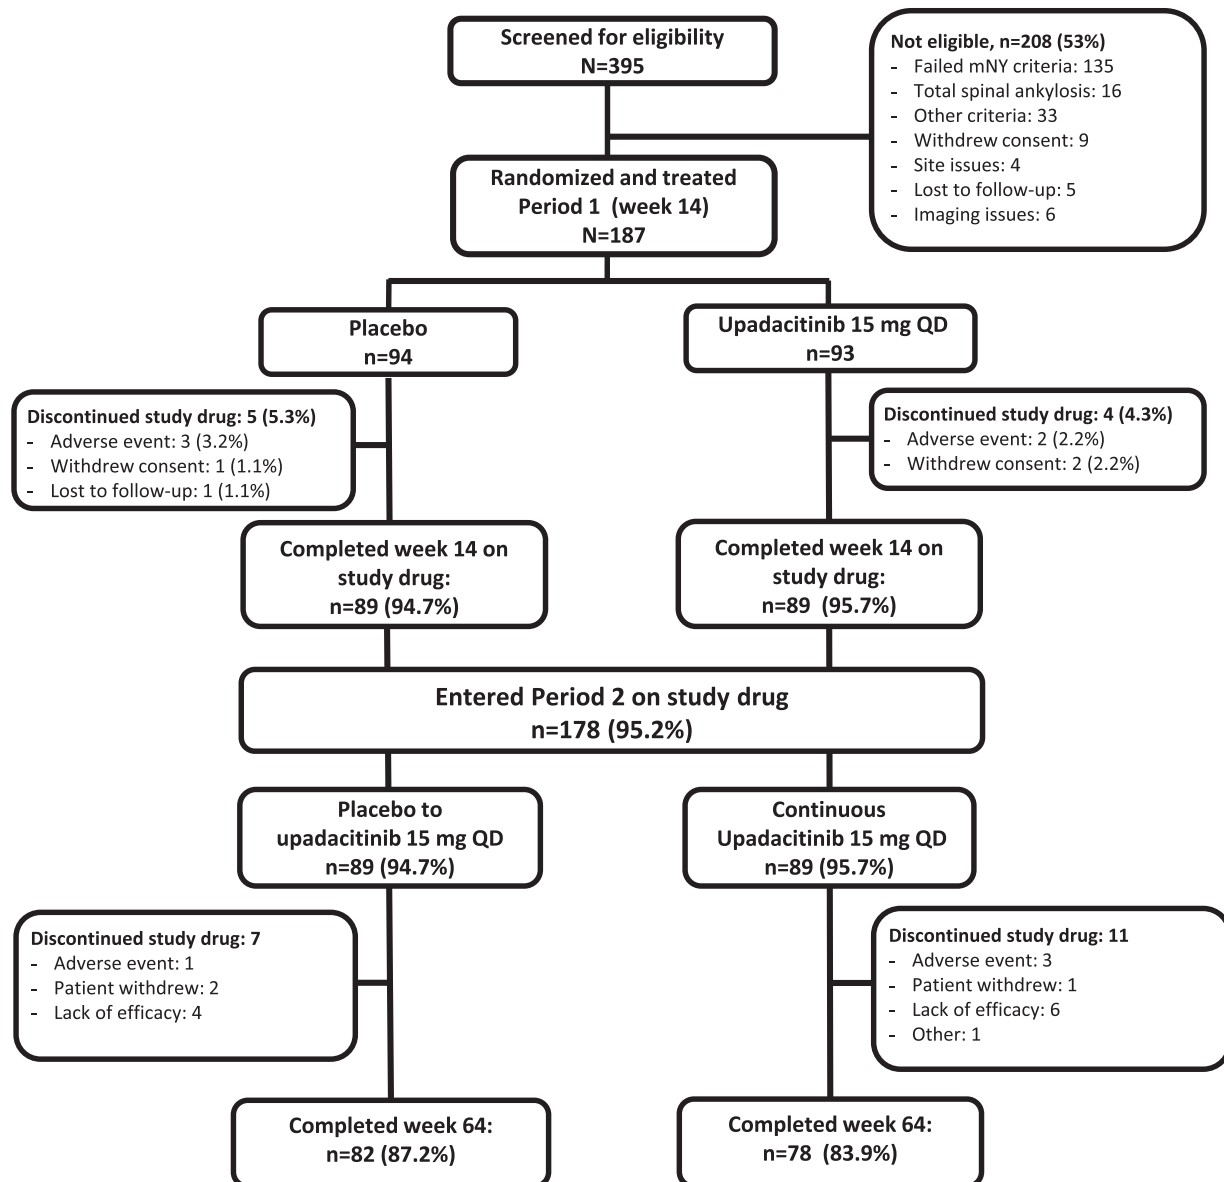 Screened for eligibility
N=395
Not eligible, n=208 (53%)
- Failed mNY criteria: 135
- Total spinal ankylosis: 16
- Other criteria: 33
- Withdrew consent: 9
- Site issues: 4
- Lost to follow-up: 5
- Imaging issues: 6
Randomized and treated
Period 1 (week 14)
N=187
Placebo
n=94
Upadacitinib 15 mg QD
n=93
Discontinued study drug: 5 (5.3%)
- Adverse event: 3 (3.2%)
- Withdrew consent: 1 (1.1%)
- Lost to follow-up: 1 (1.1%)
Discontinued study drug: 4 (4.3%)
- Adverse event: 2 (2.2%)
- Withdrew consent: 2 (2.2%)
Completed week 14 on
study drug:
n=89 (94.7%)
Completed week 14 on
study drug:
n=89 (95.7%)
Entered Period 2 on study drug
n=178 (95.2%)
Placebo to
upadacitinib 15 mg QD
n=89 (94.7%)
Continuous
Upadacitinib 15 mg QD
n=89 (95.7%)
Discontinued study drug: 7
- Adverse event: 1
- Patient withdrew: 2
- Lack of efficacy: 4
Discontinued study drug: 11
- Adverse event: 3
- Patient withdrew: 1
- Lack of efficacy: 6
- Other: 1
Completed week 64:
n=82 (87.2%)
Completed week 64:
n=78 (83.9%)